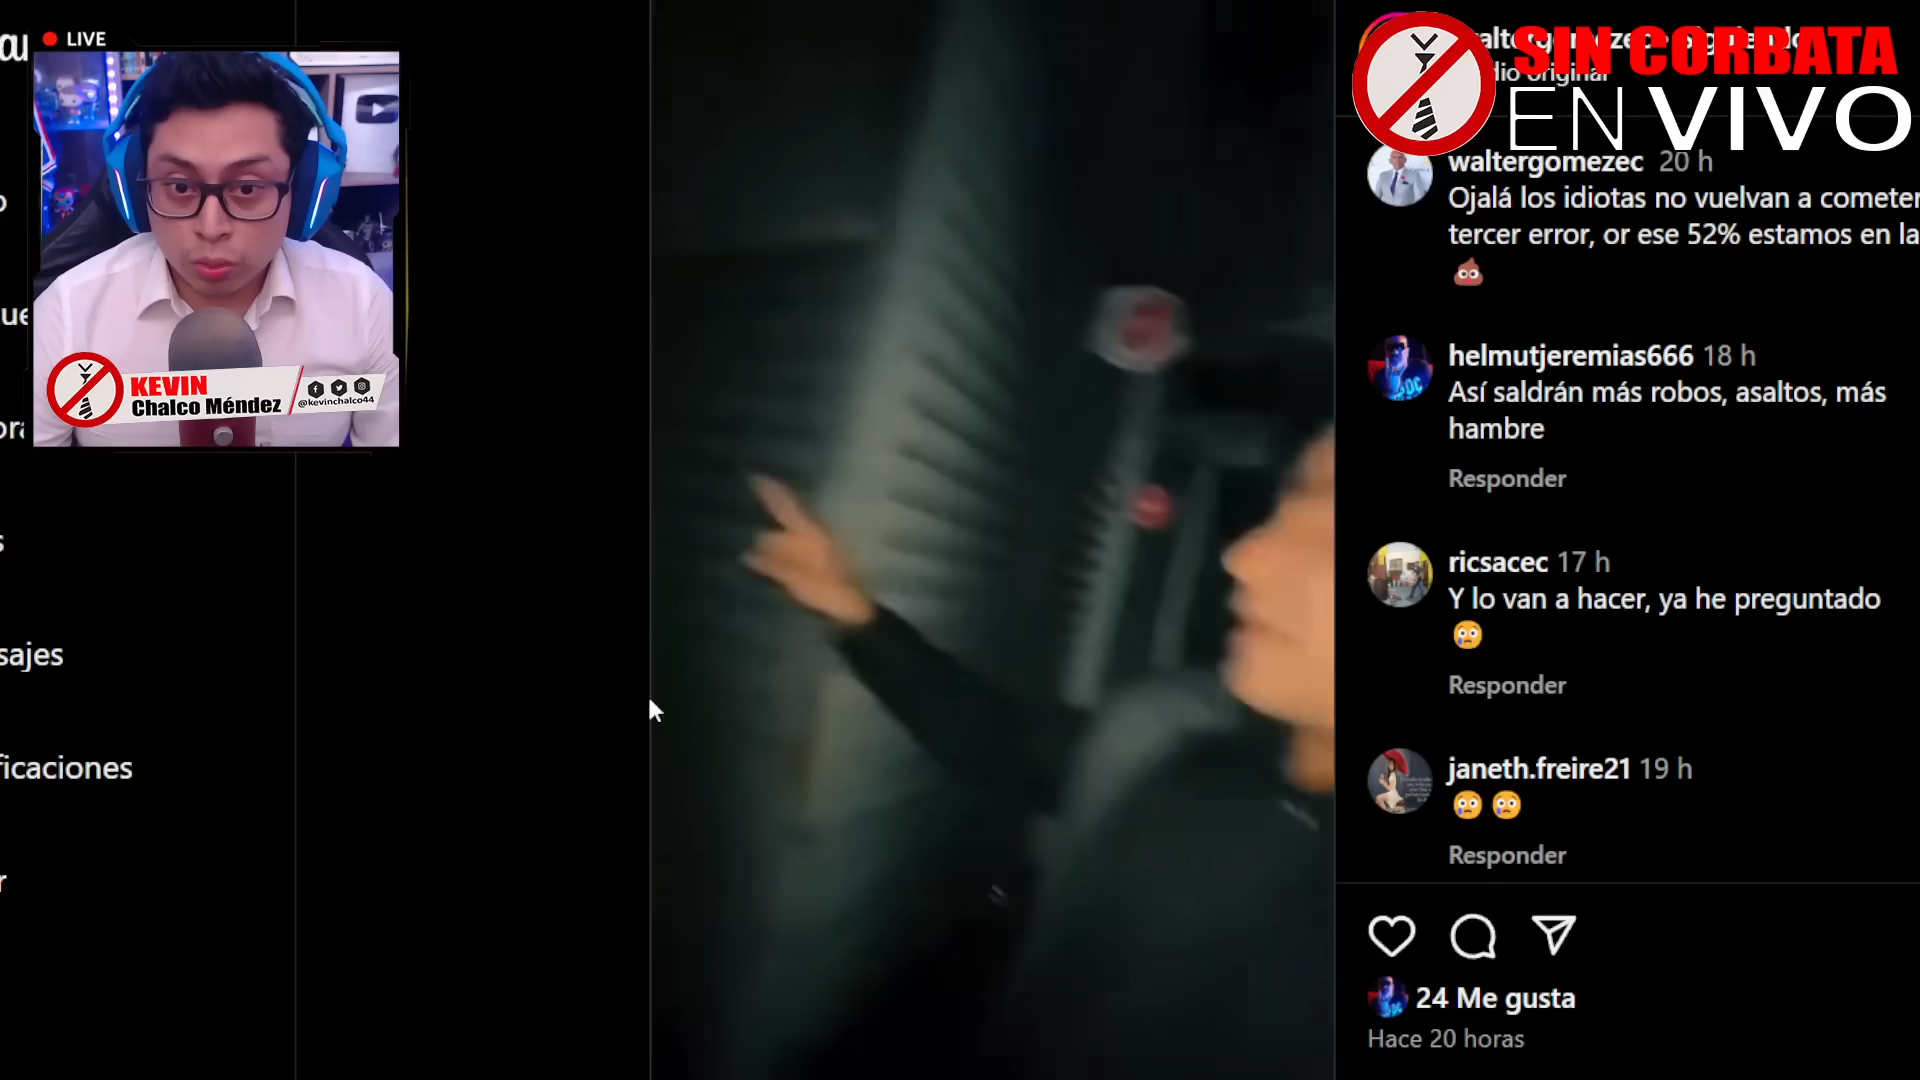 LIVE
KEVIN
Chalco Méndez
@kevinchalco44
sajes
ficaciones
SIN CORBATA
EN VIVO
waltergomezec 20 h
Ojalá los idiotas no vuelvan a cometer
tercer error, or ese 52% estamos en la
💩
helmutjeremias666 18 h
Así saldrán más robos, asaltos, más
hambre
Responder
ricsacec 17 h
Y lo van a hacer, ya he preguntado
😢
Responder
janeth.freire21 19 h
😢😢
Responder
24 Me gusta
Hace 20 horas